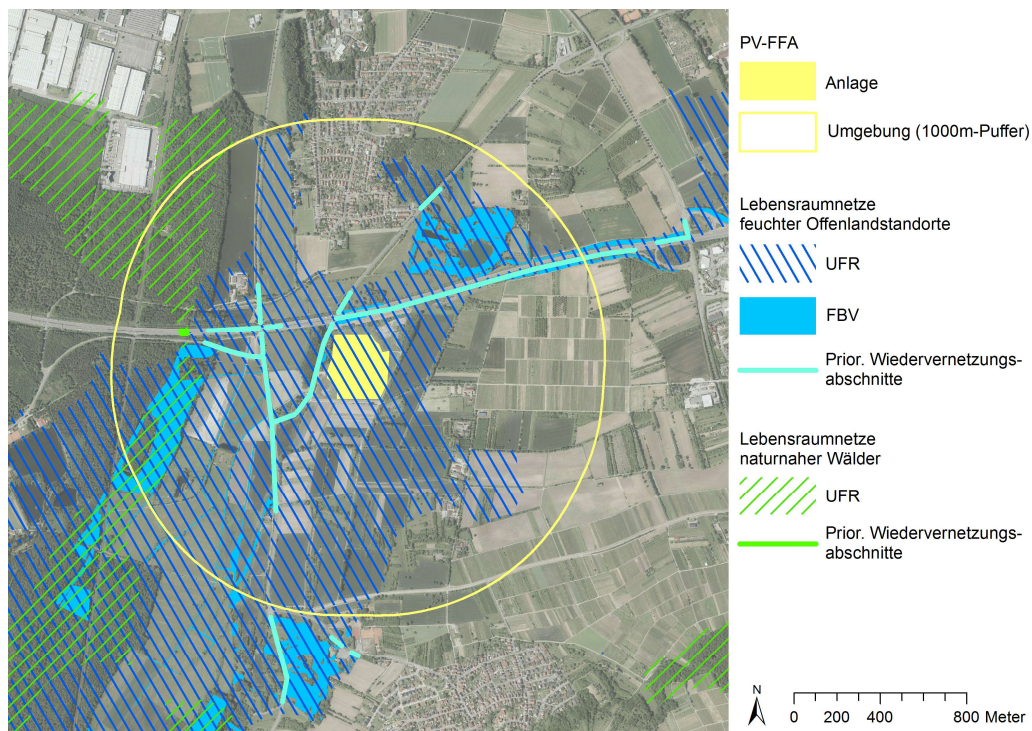 PV-FFA
Anlage
Umgebung (1000m-Puffer)
Lebensraumnetze
feuchter Offenlandstandorte
UFR
FBV
Prior. Wiedervernetzungs-
abschnitte
Lebensraumnetze
naturnaher Wälder
UFR
Prior. Wiedervernetzungs-
abschnitte
N
0 200 400 800 Meter